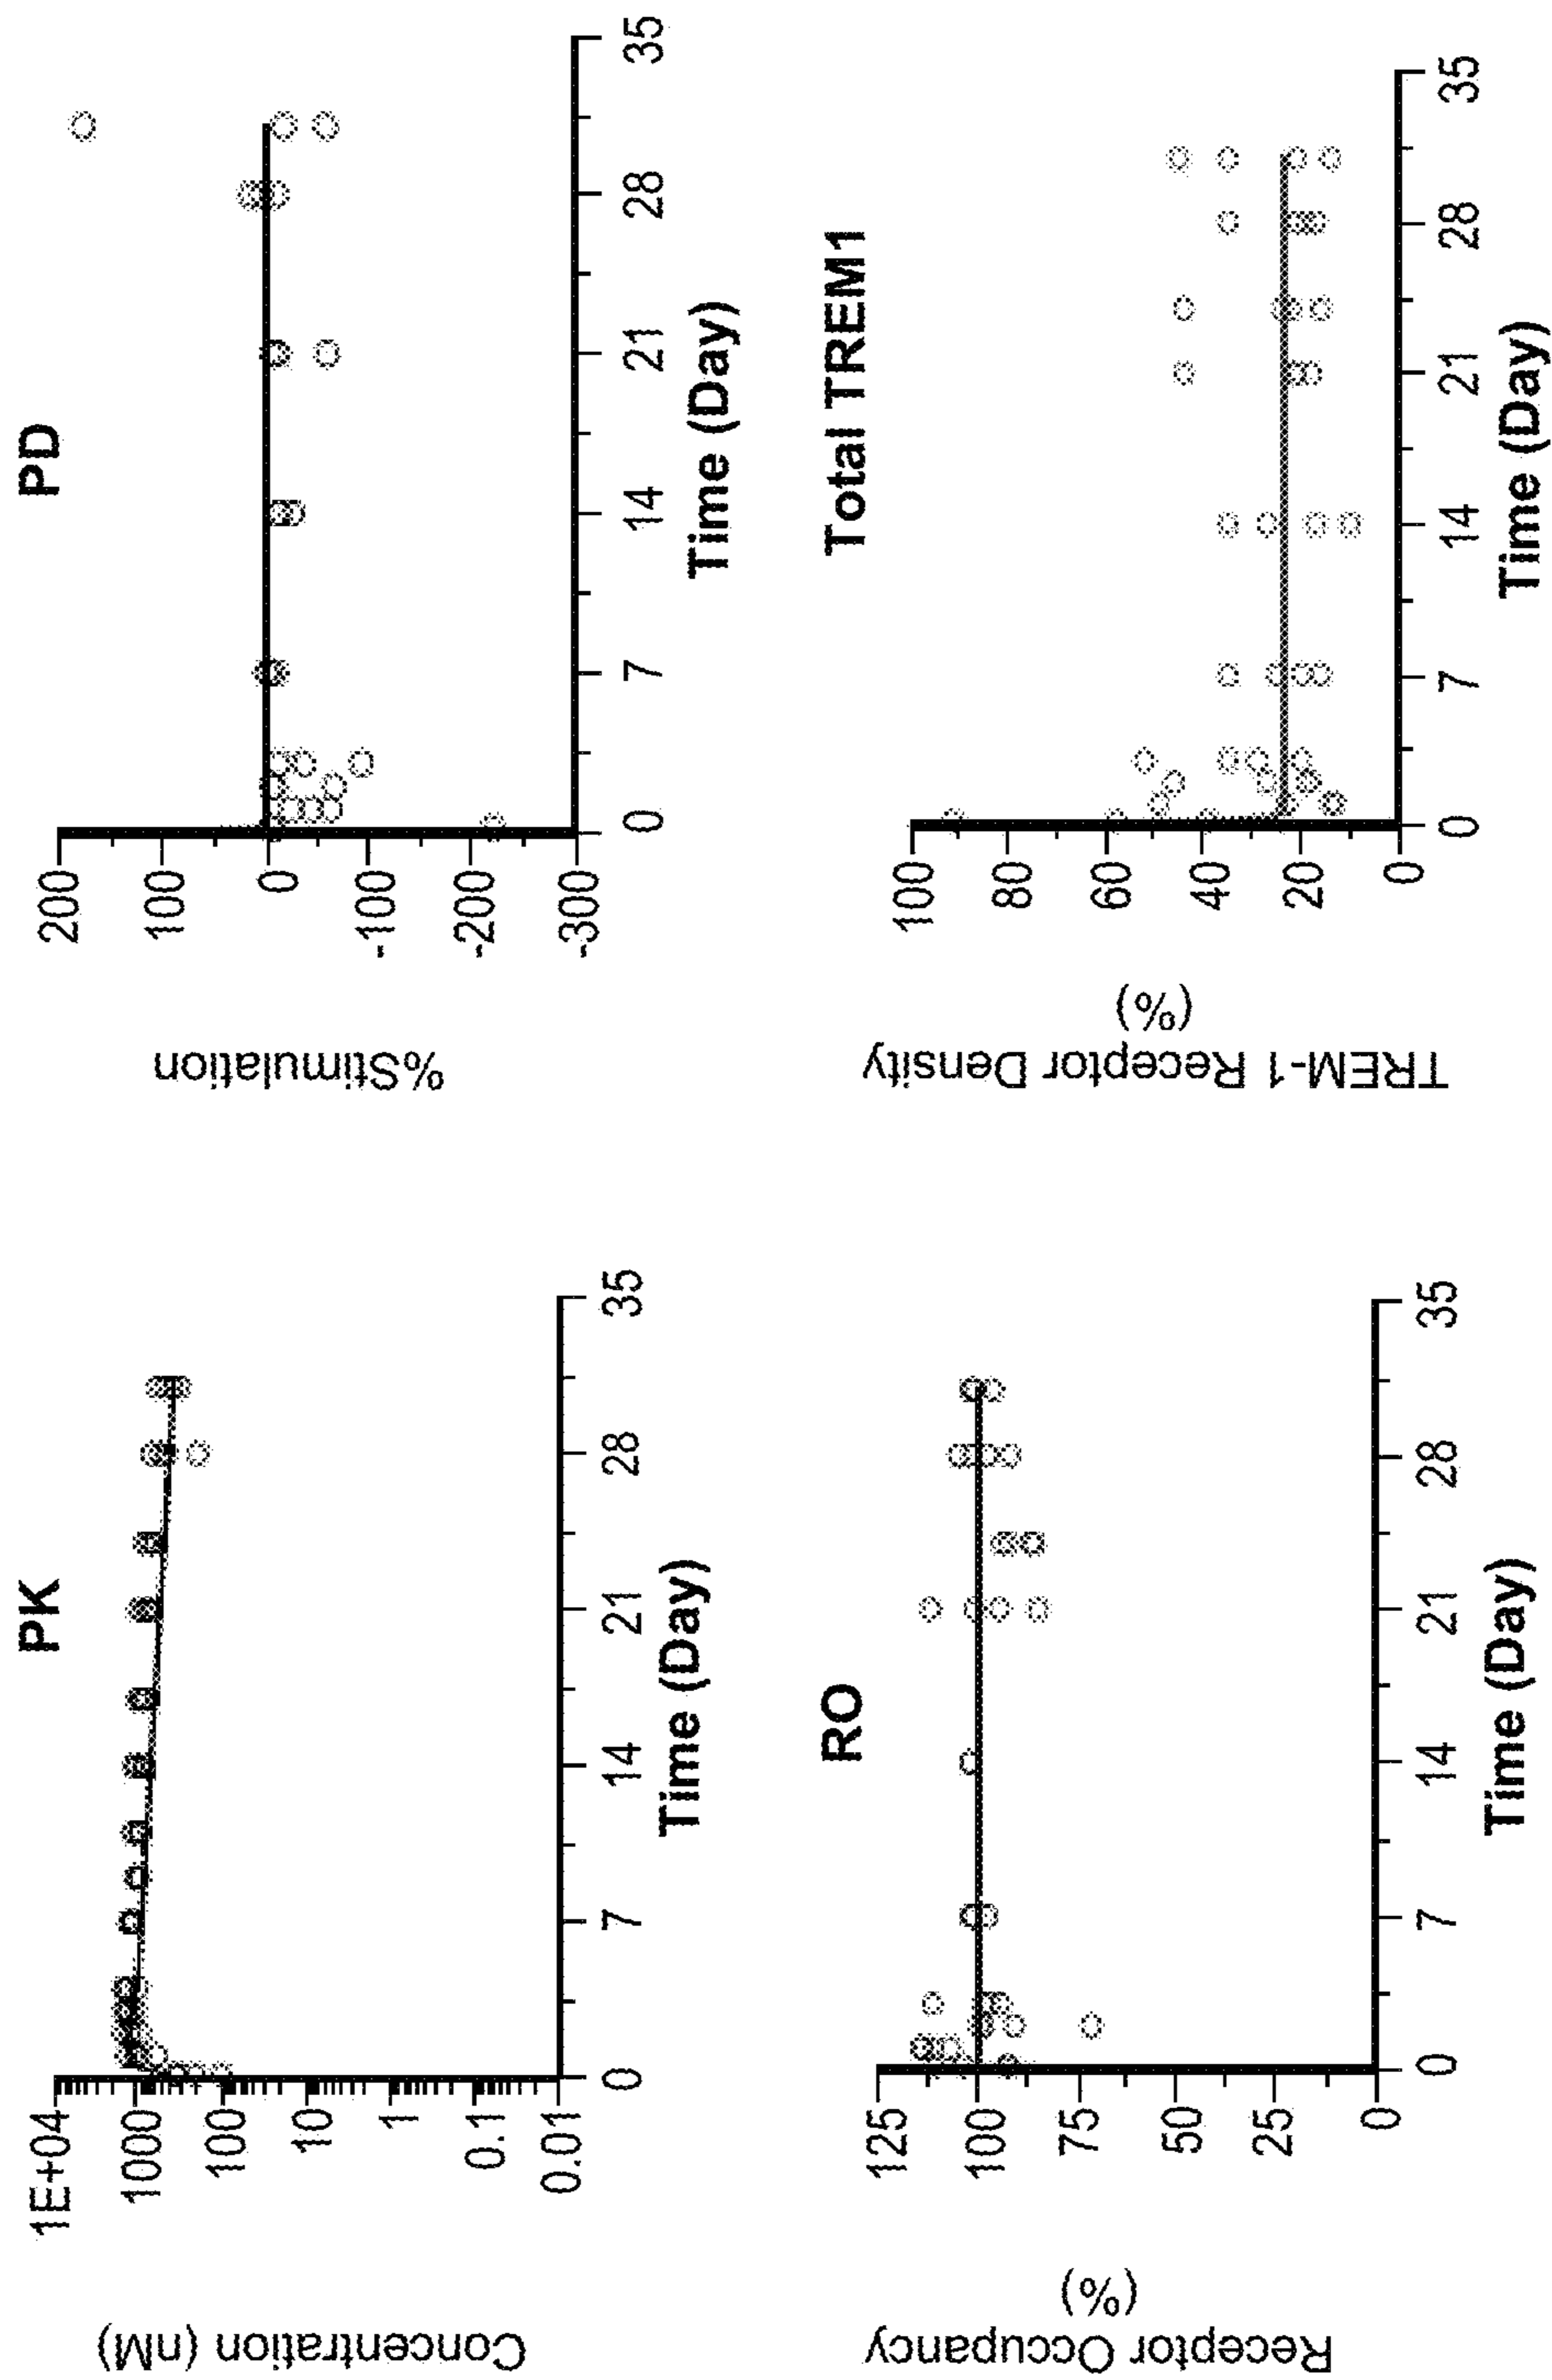 PK
Concentration (nM)
1E+04
1000
100
10
1
0.1
0.01
0 7 14 21 28 35
Time (Day)
PD
%Stimulation
200
100
0
-100
-200
-300
0 7 14 21 28 35
Time (Day)
RO
Receptor Occupancy
(%)
125
100
75
50
25
0
0 7 14 21 28 35
Time (Day)
Total TREM1
TREM-1 Receptor Density
(%)
100
80
60
40
20
0
0 7 14 21 28 35
Time (Day)